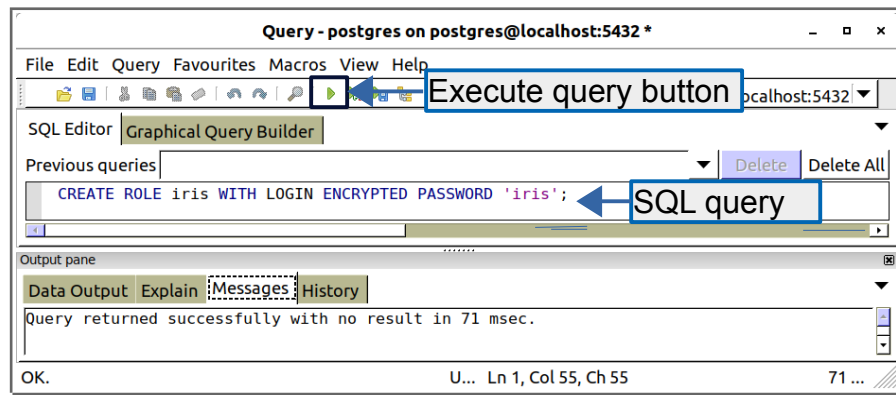 Query - postgres on postgres@localhost:5432 *
File Edit Query Favourites Macros View Help
Execute query button
ocalhost:5432
SQL Editor Graphical Query Builder
Previous queries Delete Delete All
CREATE ROLE iris WITH LOGIN ENCRYPTED PASSWORD 'iris';
SQL query
Output pane
Data Output Explain Messages History
Query returned successfully with no result in 71 msec.
OK. U... Ln 1, Col 55, Ch 55 71 ...